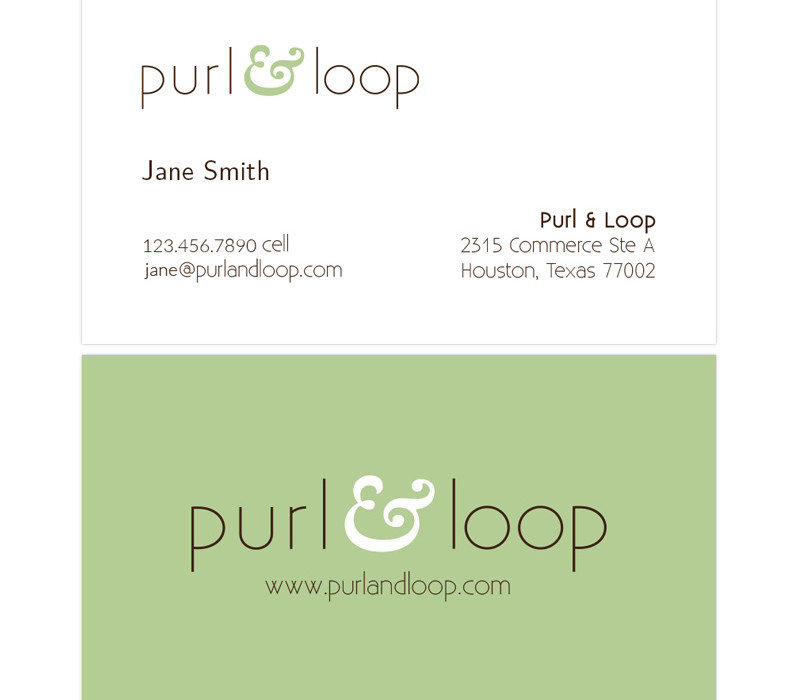 purl & loop
Jane Smith
123.456.7890 cell
jane@purlandloop.com
Purl & Loop
2315 Commerce Ste A
Houston, Texas 77002
purl & loop
www.purlandloop.com